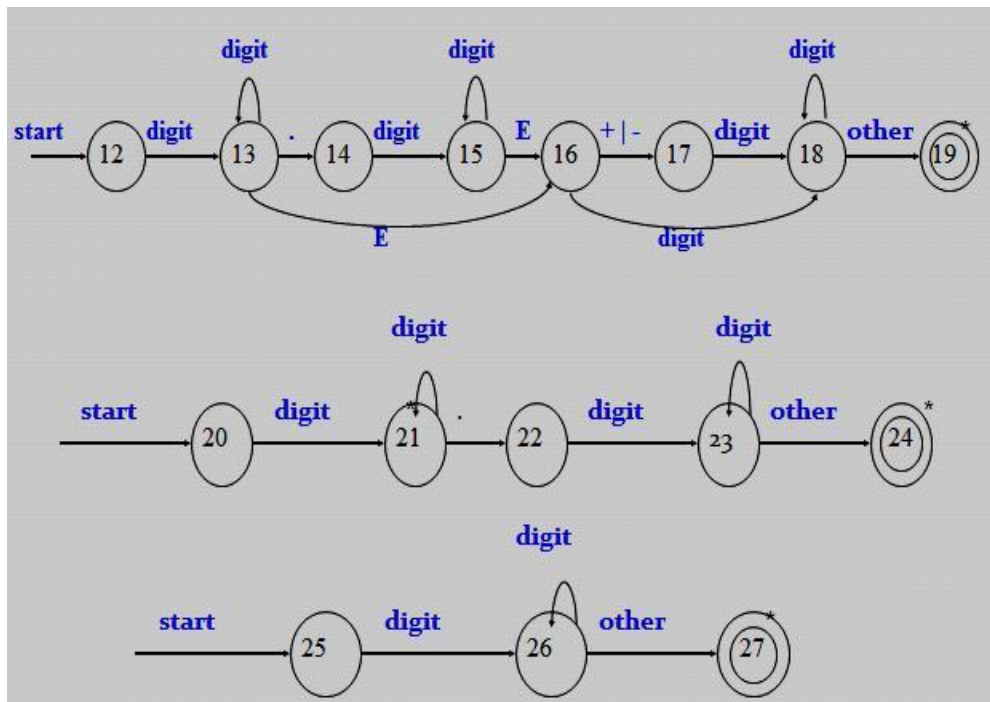 digit digit digit
start digit . digit E + | - digit other *
12 13 14 15 16 17 18 19
E digit
digit digit
start digit * . digit other *
20 21 22 23 24
digit
start digit other *
25 26 27